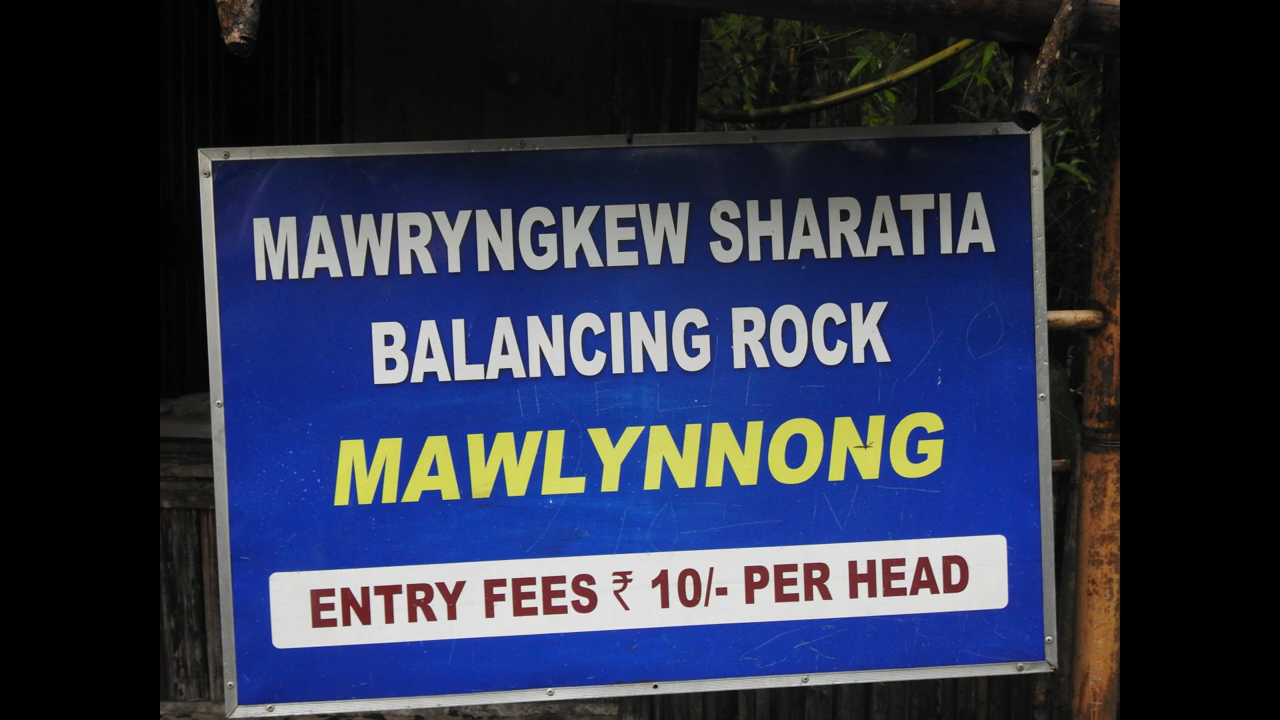 MAWRYNGKEW SHARATIA
BALANCING ROCK
MAWLYNNONG
ENTRY FEES ₹ 10/- PER HEAD